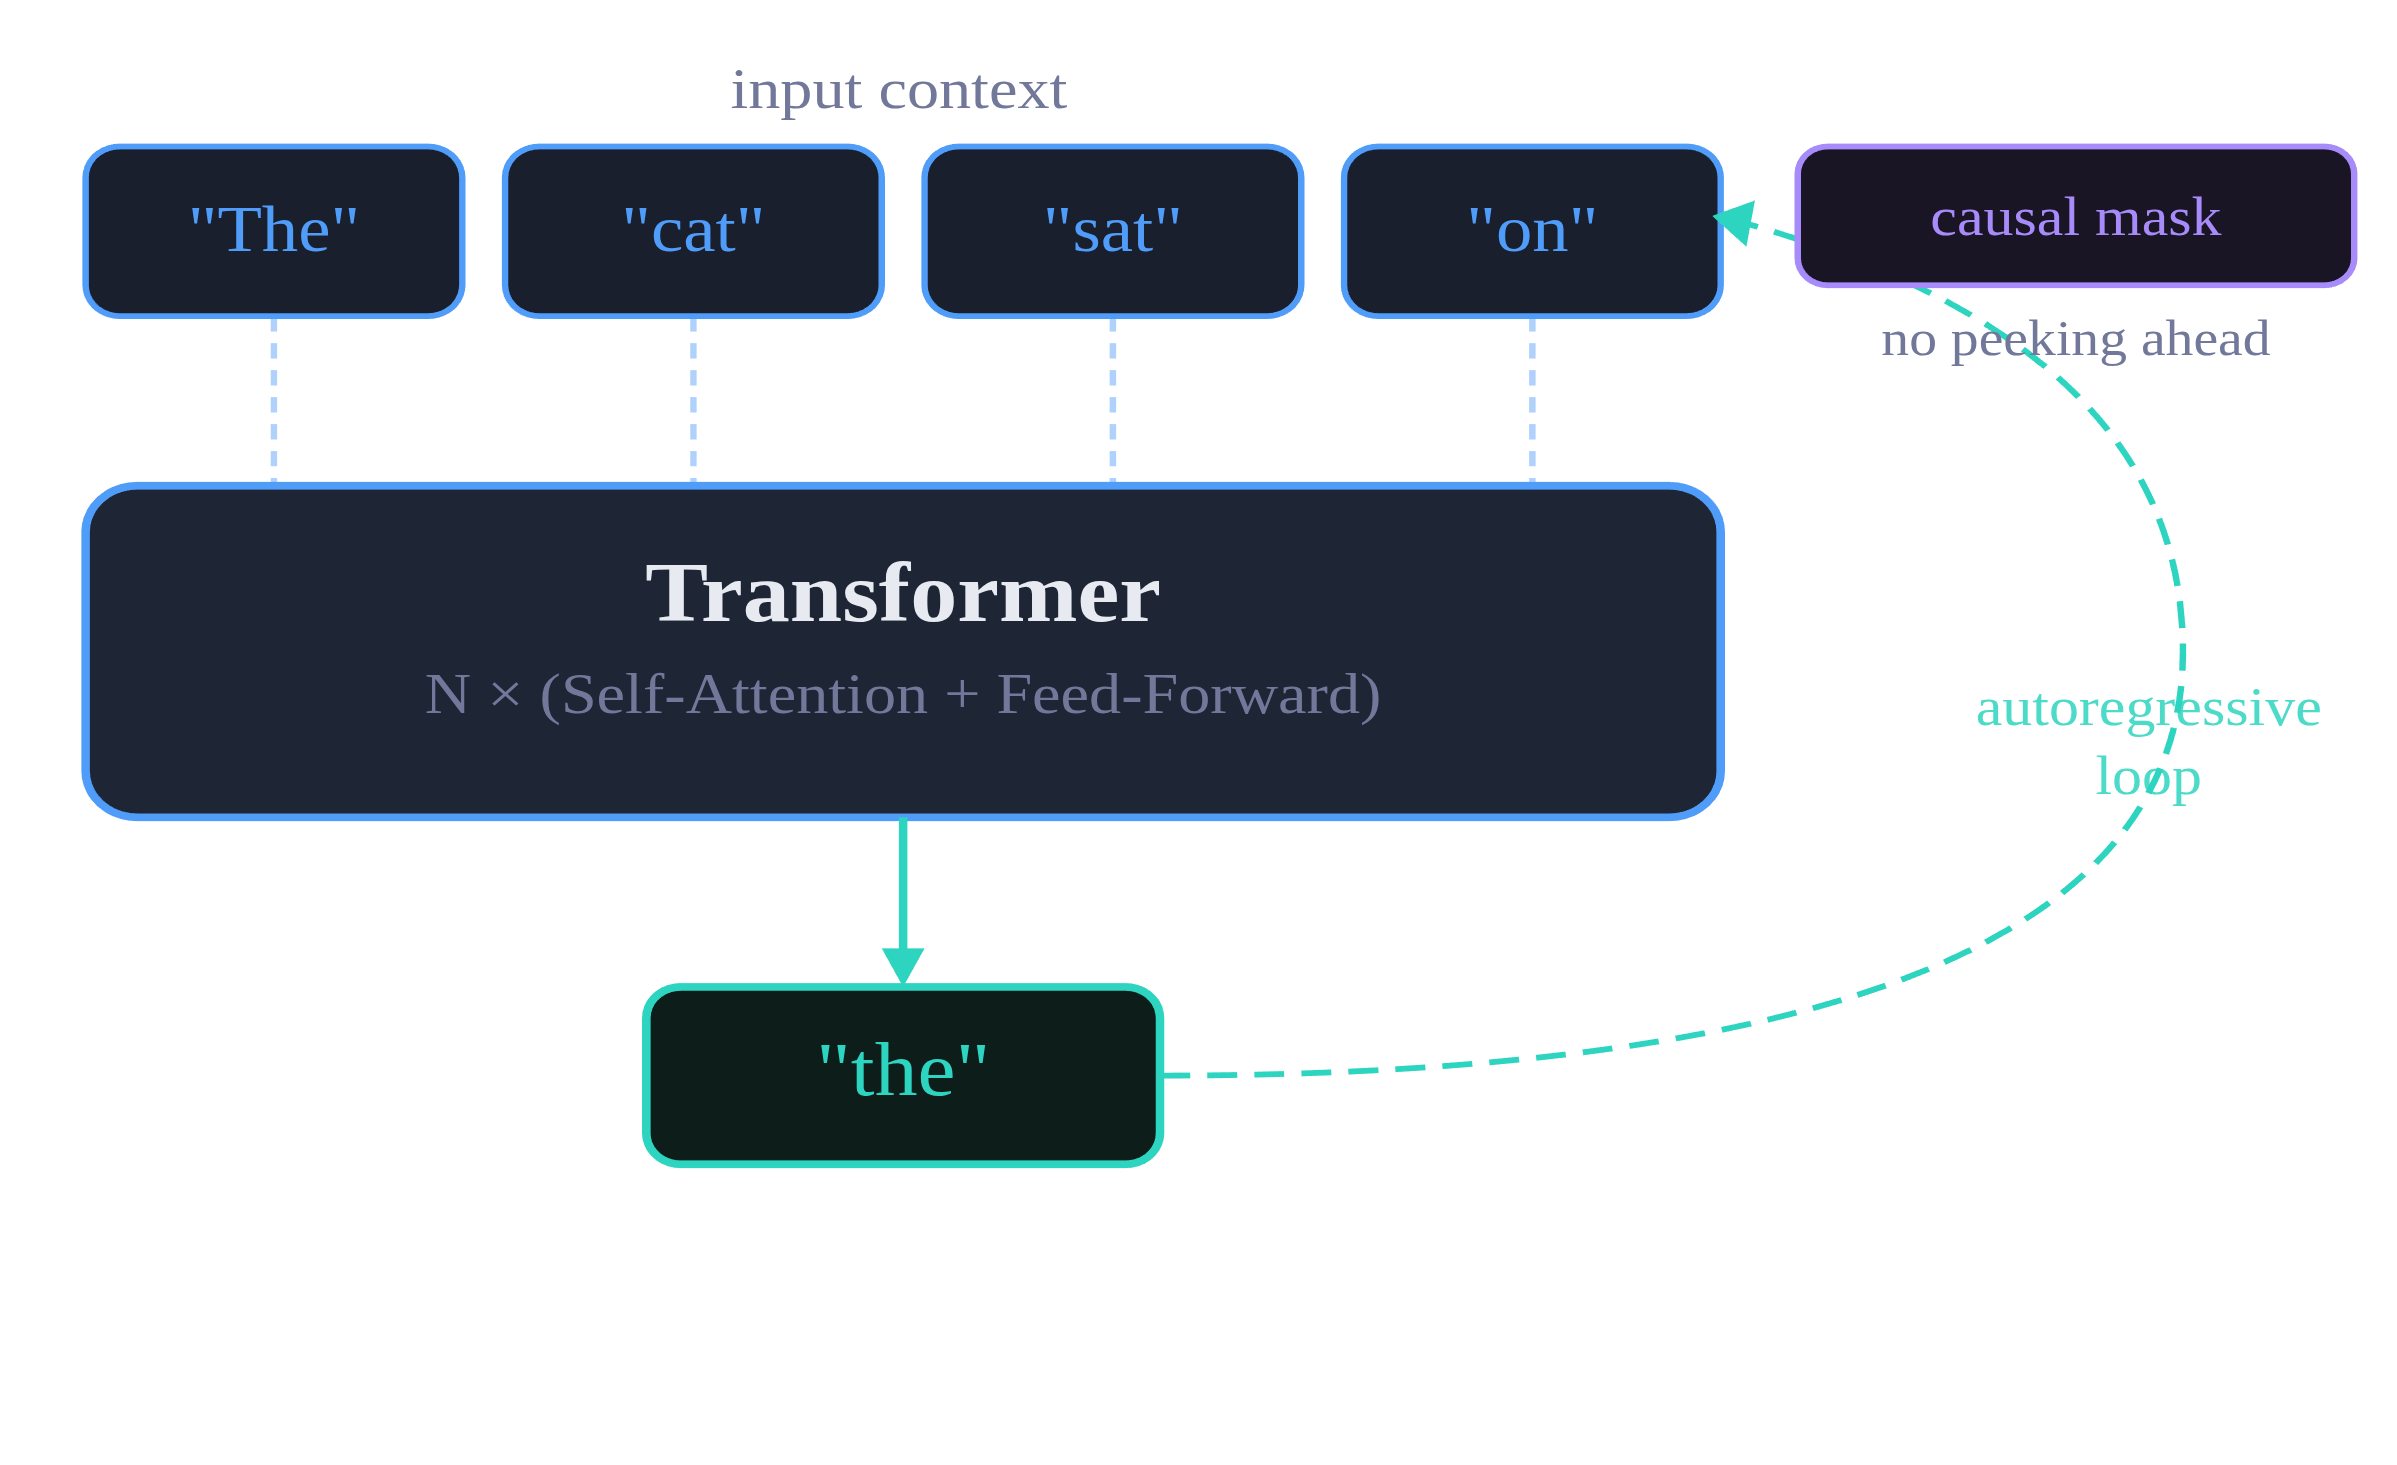 input context
"The"
"cat"
"sat"
"on"
causal mask
no peeking ahead
Transformer
N × (Self-Attention + Feed-Forward)
autoregressive
loop
"the"